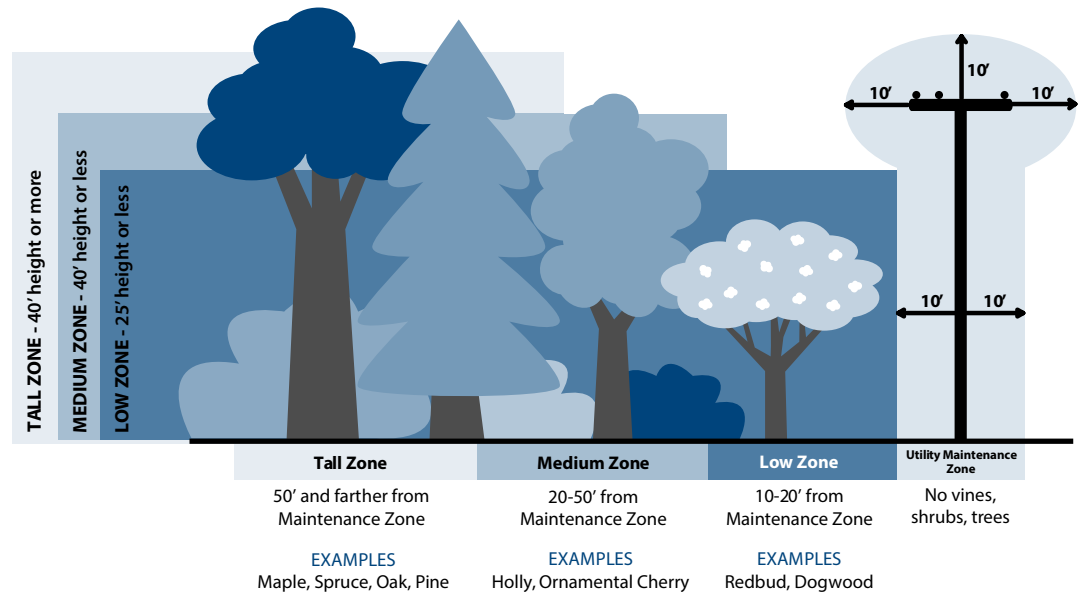 TALL ZONE - 40′ height or more
MEDIUM ZONE - 40′ height or less
LOW ZONE - 25′ height or less
10′
10′
10′
10′
10′
Tall Zone
50′ and farther from
Maintenance Zone
EXAMPLES
Maple, Spruce, Oak, Pine
Medium Zone
20-50′ from
Maintenance Zone
EXAMPLES
Holly, Ornamental Cherry
Low Zone
10-20′ from
Maintenance Zone
EXAMPLES
Redbud, Dogwood
Utility Maintenance
Zone
No vines,
shrubs, trees